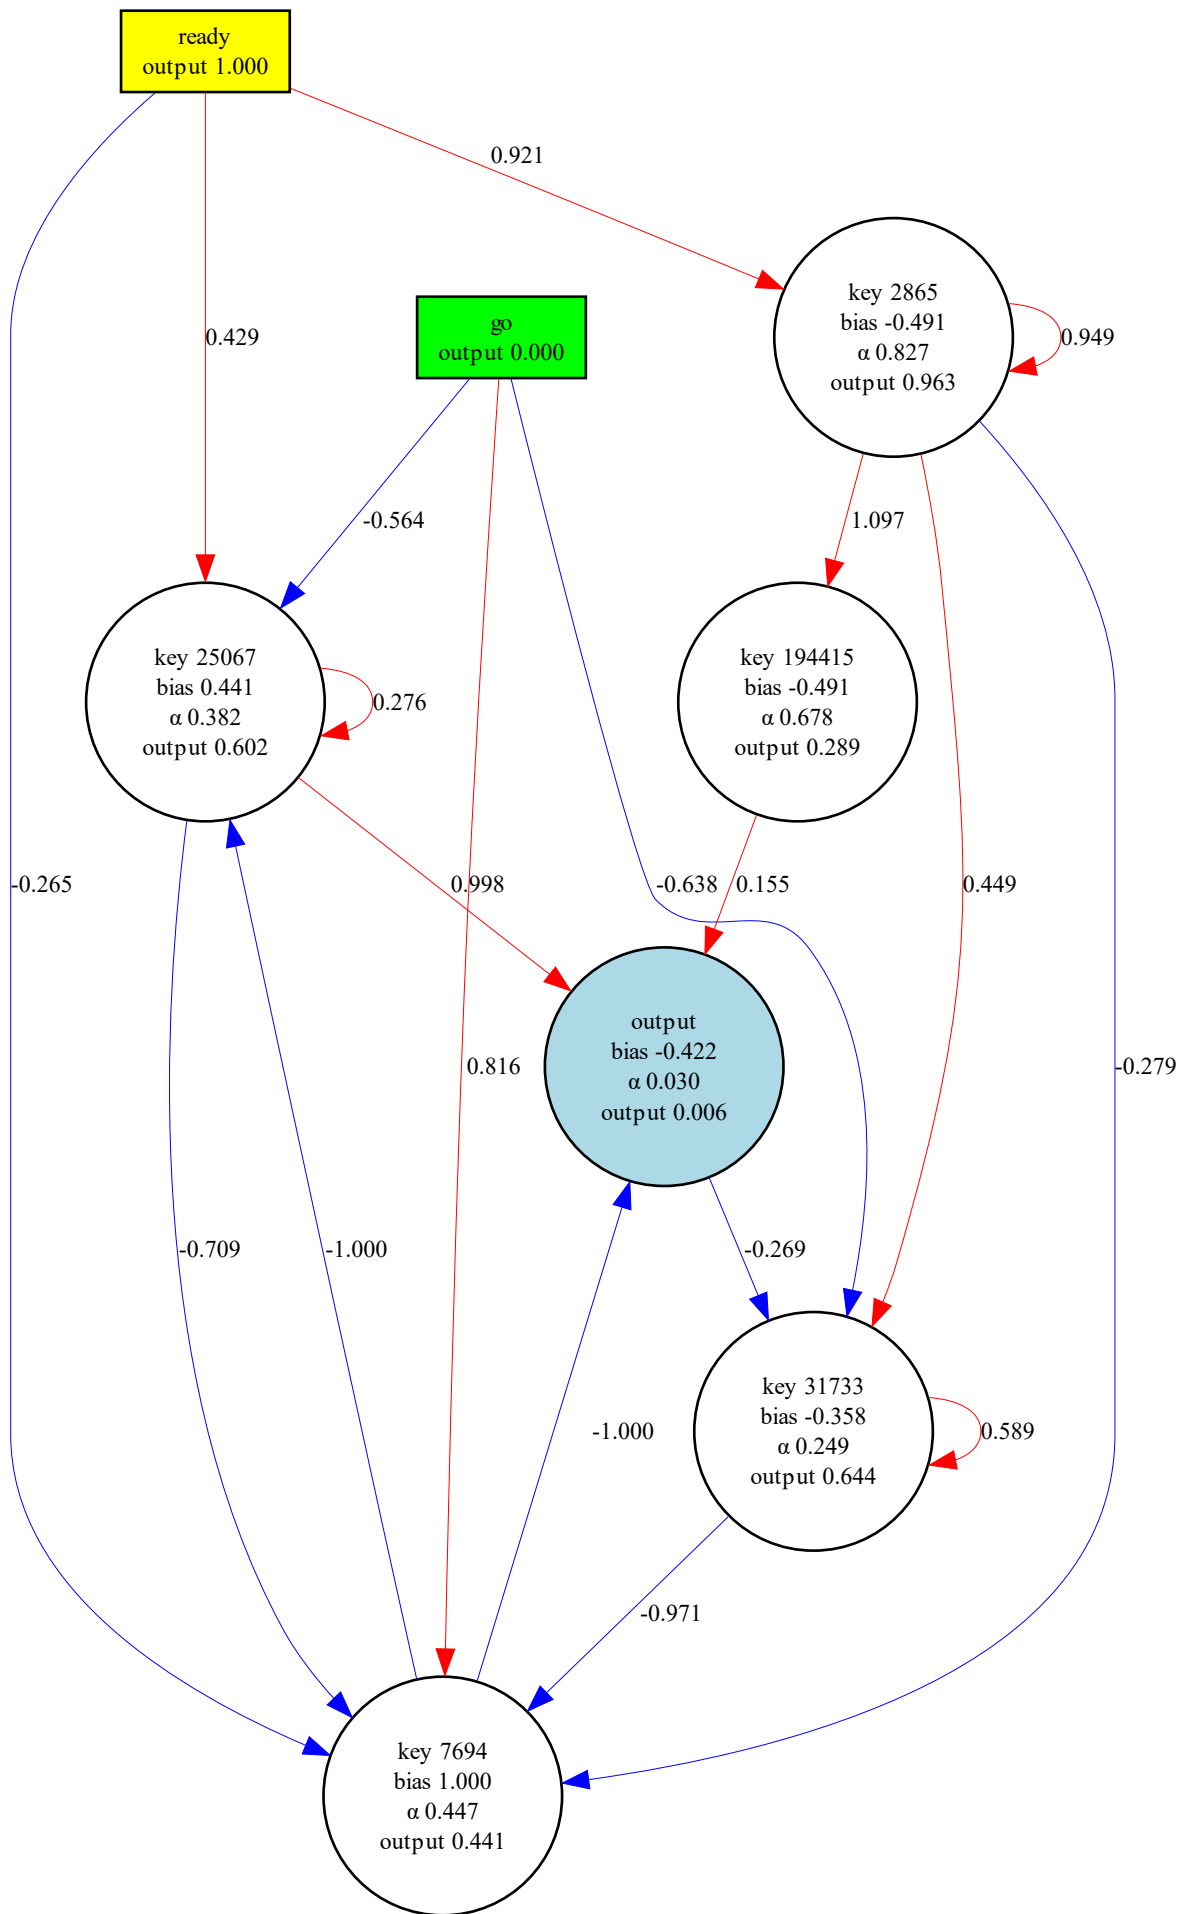 ready
output 1.000
0.921
key 2865
bias -0.491
α 0.827
output 0.963
0.949
go
output 0.000
0.429
-0.564
1.097
key 25067
bias 0.441
α 0.382
output 0.602
0.276
key 194415
bias -0.491
α 0.678
output 0.289
-0.265
0.998
-0.638
0.155
0.449
output
bias -0.422
α 0.030
output 0.006
0.816
-0.279
-0.709
-1.000
-0.269
key 31733
bias -0.358
α 0.249
output 0.644
0.589
-1.000
-0.971
key 7694
bias 1.000
α 0.447
output 0.441